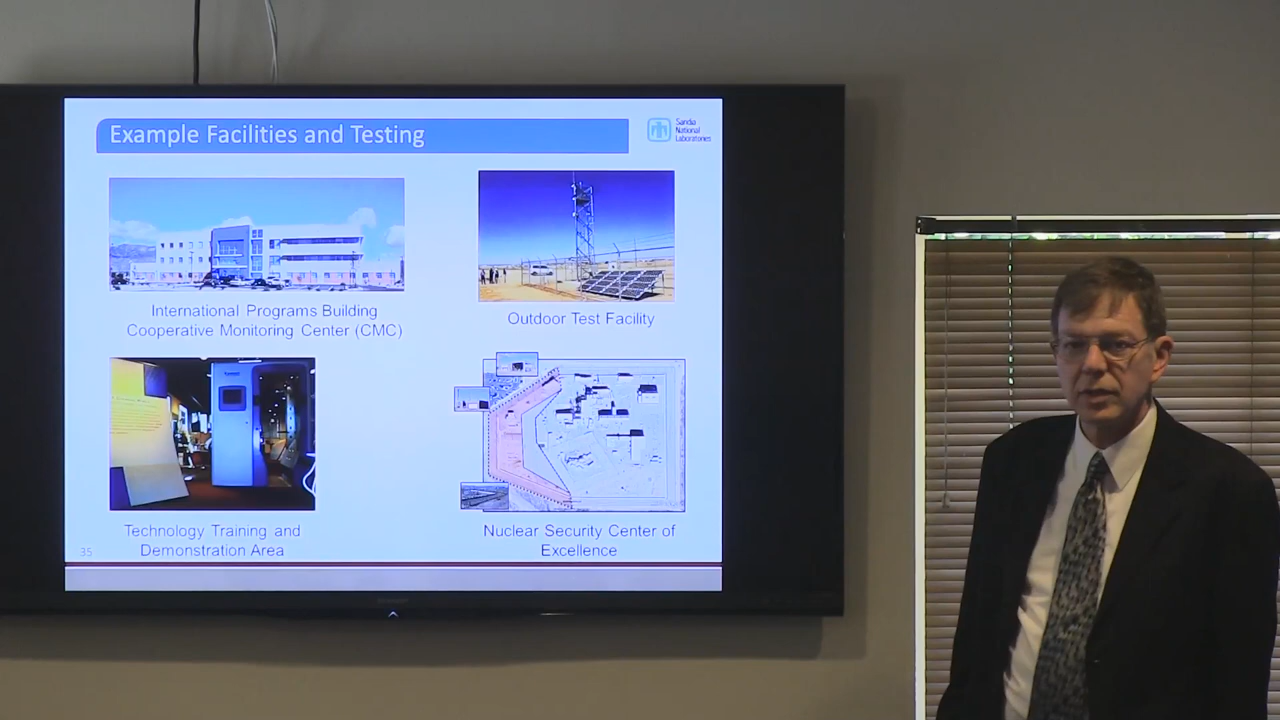 Example Facilities and Testing
Sandia
National
Laboratories
International Programs Building
Cooperative Monitoring Center (CMC)
Outdoor Test Facility
Technology Training and
Demonstration Area
Nuclear Security Center of
Excellence
35